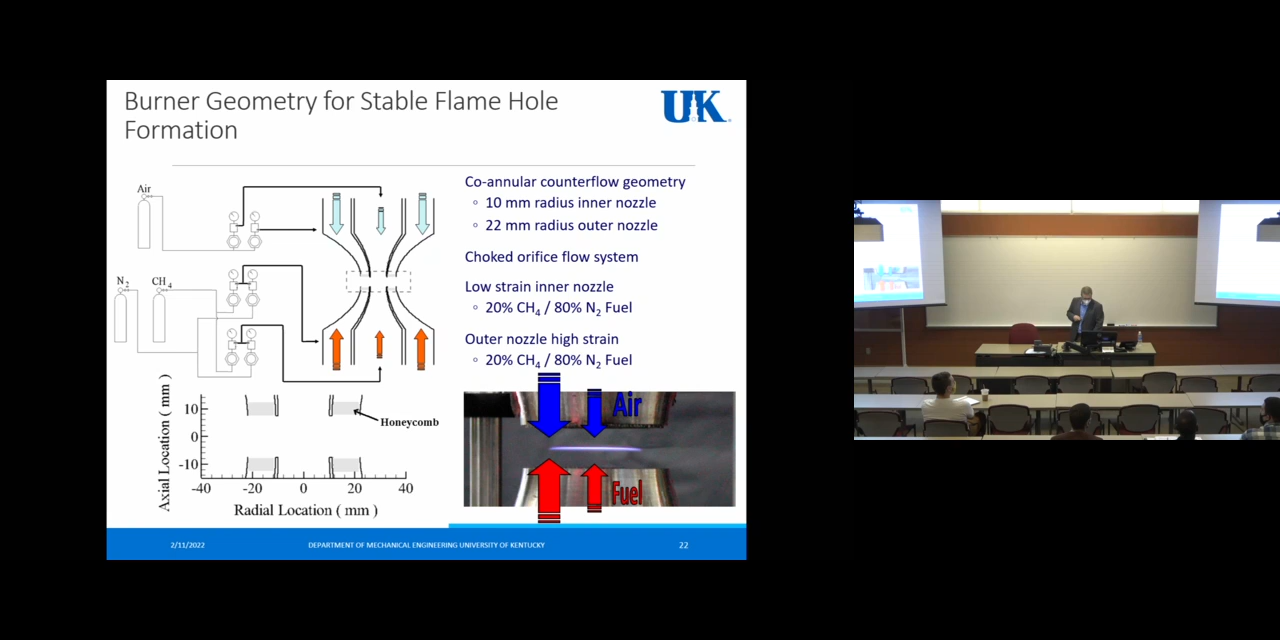 Burner Geometry for Stable Flame Hole
Formation
UK
Air
N2
CH4
Co-annular counterflow geometry
◦ 10 mm radius inner nozzle
◦ 22 mm radius outer nozzle
Choked orifice flow system
Low strain inner nozzle
◦ 20% CH4 / 80% N2 Fuel
Outer nozzle high strain
◦ 20% CH4 / 80% N2 Fuel
Axial Location ( mm )
10
0
-10
-40
-20
0
20
40
Radial Location ( mm )
Honeycomb
Air
Fuel
2/11/2022
DEPARTMENT OF MECHANICAL ENGINEERING UNIVERSITY OF KENTUCKY
22